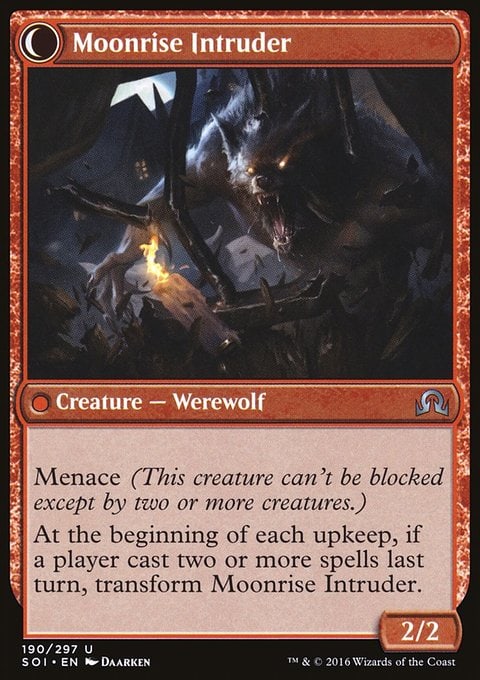 Moonrise Intruder
Creature — Werewolf
Menace (This creature can't be blocked
except by two or more creatures.)
At the beginning of each upkeep, if
a player cast two or more spells last
turn, transform Moonrise Intruder.
2/2
190/297 U
SOI • EN Daarken
™ & © 2016 Wizards of the Coast